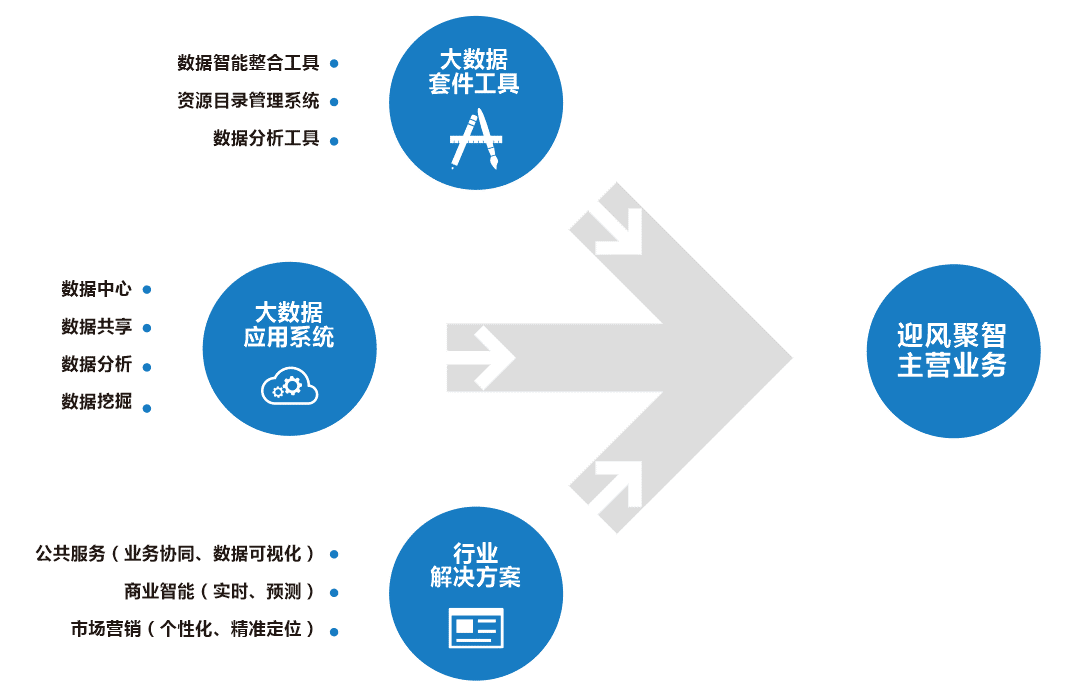 大数据
套件工具
数据智能整合工具
资源目录管理系统
数据分析工具
大数据
应用系统
数据中心
数据共享
数据分析
数据挖掘
迎风聚智
主营业务
行业
解决方案
公共服务（业务协同、数据可视化）
商业智能（实时、预测）
市场营销（个性化、精准定位）